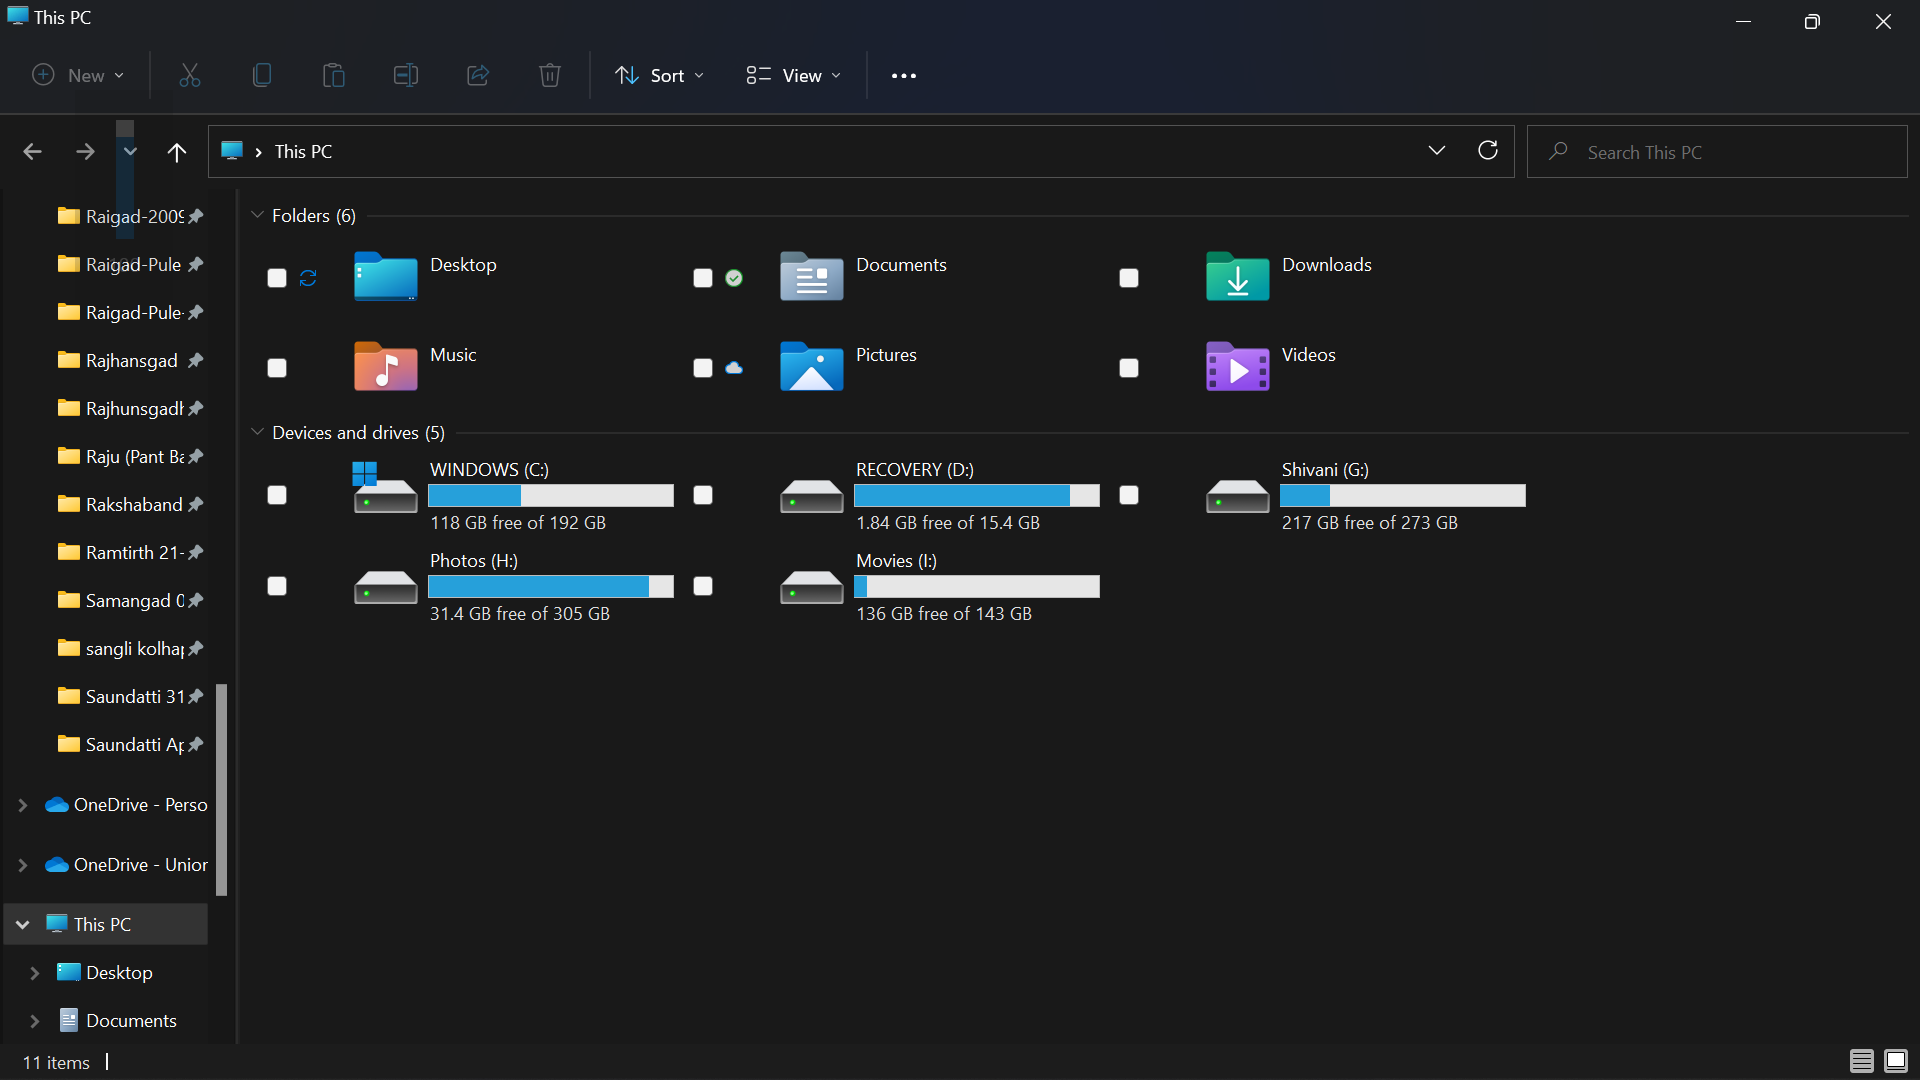 This PC
New
Sort
View
This PC
Search This PC
Raigad-2009
Raigad-Pule
Raigad-Pule-
Rajhansgad
Rajhunsgadh
Raju (Pant Ba
Rakshaband
Ramtirth 21-
Samangad 0
sangli kolhap
Saundatti 31
Saundatti Ap
OneDrive - Perso
OneDrive - Union
This PC
Desktop
Documents
Folders (6)
Desktop
Documents
Downloads
Music
Pictures
Videos
Devices and drives (5)
WINDOWS (C:)
118 GB free of 192 GB
RECOVERY (D:)
1.84 GB free of 15.4 GB
Shivani (G:)
217 GB free of 273 GB
Photos (H:)
31.4 GB free of 305 GB
Movies (I:)
136 GB free of 143 GB
11 items